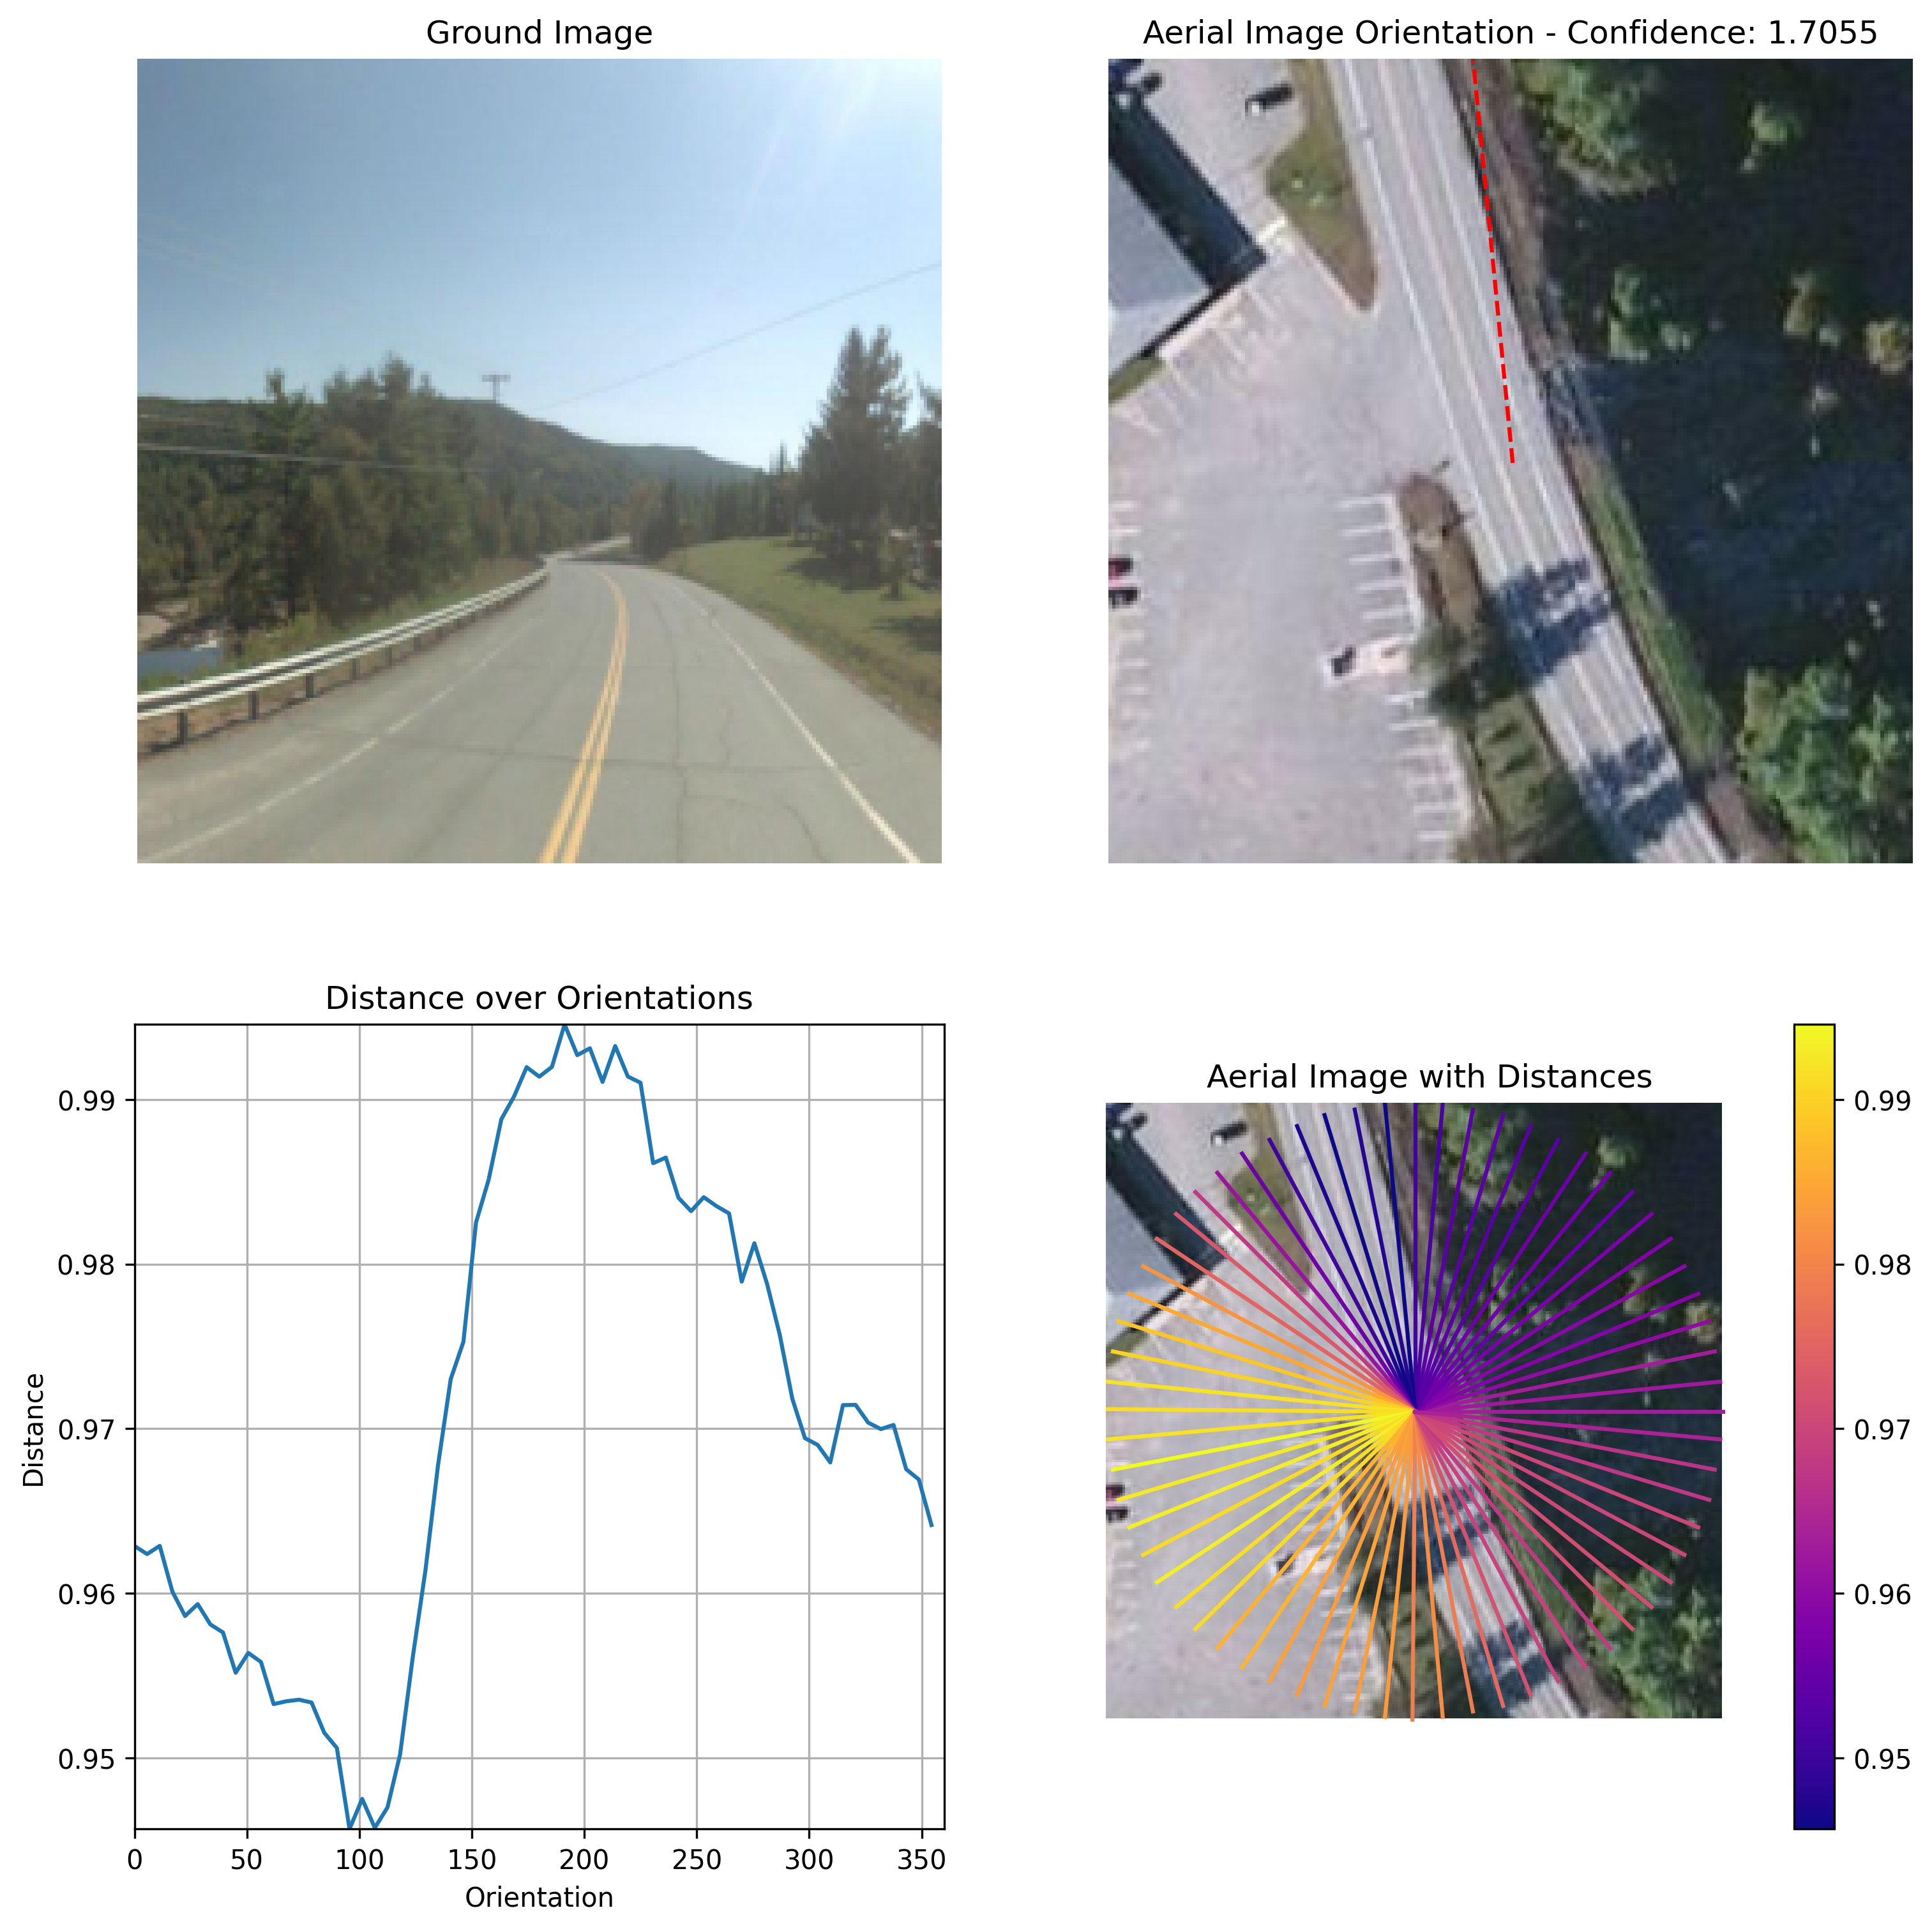 Ground Image
Aerial Image Orientation - Confidence: 1.7055
Distance over Orientations
0.99
0.98
0.97
0.96
0.95
Distance
0 50 100 150 200 250 300 350
Orientation
Aerial Image with Distances
0.99
0.98
0.97
0.96
0.95